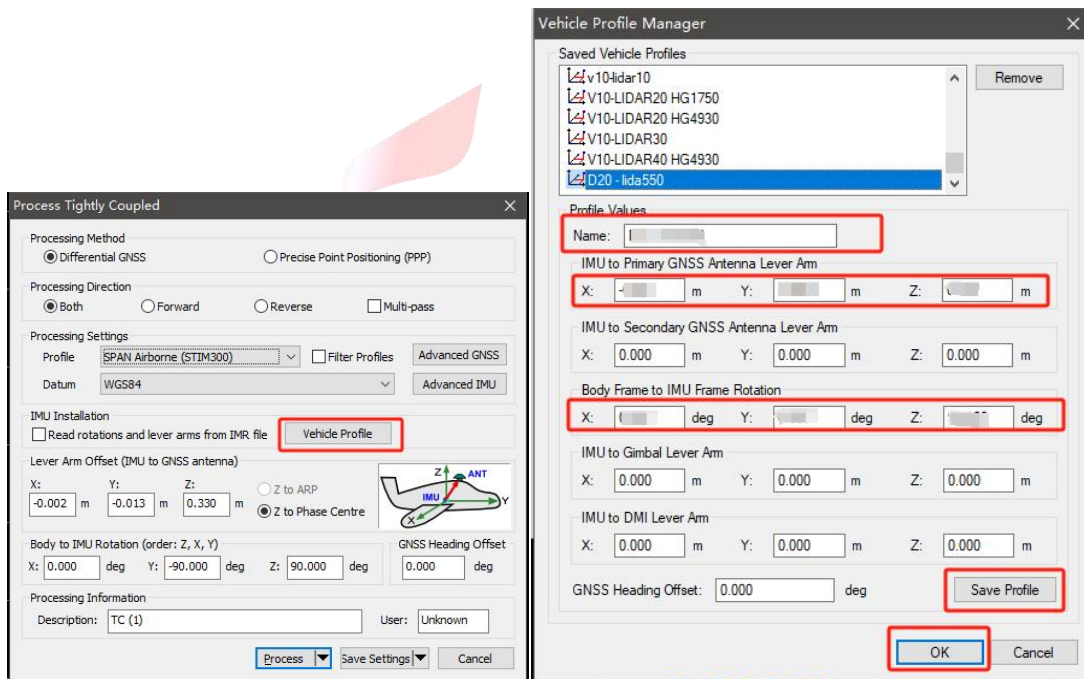 Process Tightly Coupled
Processing Method
Differential GNSS
Precise Point Positioning (PPP)
Processing Direction
Both
Forward
Reverse
Multi-pass
Processing Settings
Profile
SPAN Airborne (STIM300)
Filter Profiles
Advanced GNSS
Datum
WGS84
Advanced IMU
IMU Installation
Read rotations and lever arms from IMR file
Vehicle Profile
Lever Arm Offset (IMU to GNSS antenna)
X:
Y:
Z:
-0.002 m
-0.013 m
0.330 m
Z to ARP
Z to Phase Centre
Z
ANT
IMU
Y
X
Body to IMU Rotation (order: Z, X, Y)
X: 0.000 deg
Y: -90.000 deg
Z: 90.000 deg
GNSS Heading Offset
0.000 deg
Processing Information
Description: TC (1)
User: Unknown
Process
Save Settings
Cancel
Vehicle Profile Manager
Saved Vehicle Profiles
v10-lidar10
V10-LIDAR20 HG1750
V10-LIDAR20 HG4930
V10-LIDAR30
V10-LIDAR40 HG4930
D20 - lida550
Remove
Profile Values
Name:
IMU to Primary GNSS Antenna Lever Arm
X: m Y: m Z: m
IMU to Secondary GNSS Antenna Lever Arm
X: 0.000 m Y: 0.000 m Z: 0.000 m
Body Frame to IMU Frame Rotation
X: deg Y: deg Z: deg
IMU to Gimbal Lever Arm
X: 0.000 m Y: 0.000 m Z: 0.000 m
IMU to DMI Lever Arm
X: 0.000 m Y: 0.000 m Z: 0.000 m
GNSS Heading Offset: 0.000 deg
Save Profile
OK
Cancel